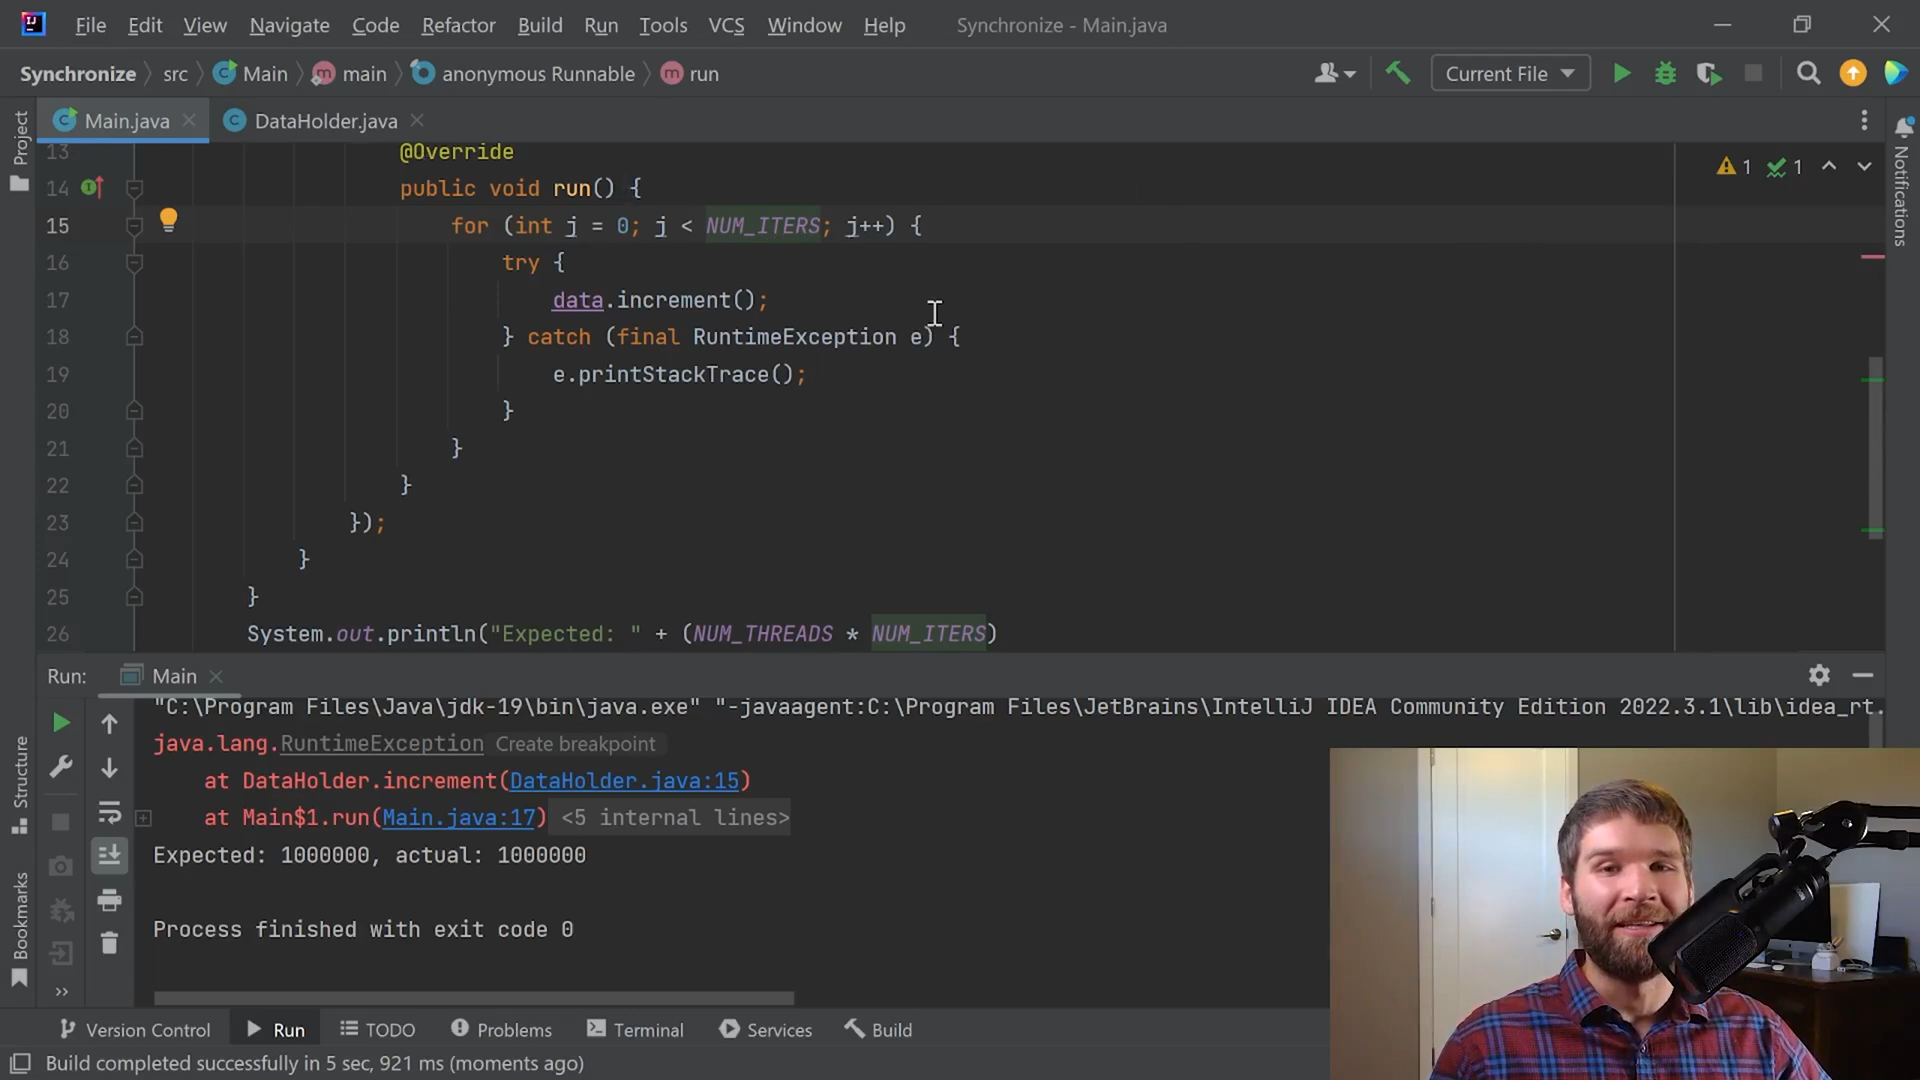 File Edit View Navigate Code Refactor Build Run Tools VCS Window Help Synchronize - Main.java
Synchronize src Main main anonymous Runnable run Current File
Main.java DataHolder.java
Project
Notifications
13 @Override
14 public void run() {
1 1
15 for (int j = 0; j < NUM_ITERS; j++) {
16 try {
17 data.increment();
18 } catch (final RuntimeException e) {
19 e.printStackTrace();
20 }
21 }
22 }
23 });
24 }
25 }
26 System.out.println("Expected: " + (NUM_THREADS * NUM_ITERS)
Run: Main
"C:\Program Files\Java\jdk-19\bin\java.exe" "-javaagent:C:\Program Files\JetBrains\IntelliJ IDEA Community Edition 2022.3.1\lib\idea_rt.
java.lang.RuntimeException Create breakpoint
at DataHolder.increment(DataHolder.java:15)
at Main$1.run(Main.java:17) <5 internal lines>
Expected: 1000000, actual: 1000000
Process finished with exit code 0
Structure
Bookmarks
Version Control Run TODO Problems Terminal Services Build
Build completed successfully in 5 sec, 921 ms (moments ago)